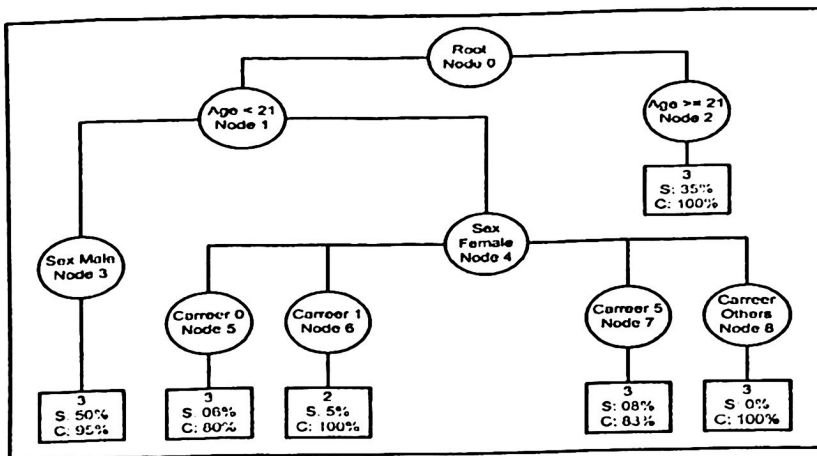 Root
Node 0
Age < 21
Node 1
Age >= 21
Node 2
3
S: 35%
C: 100%
Sex Male
Node 3
Sex
Female
Node 4
Carreer 0
Node 5
Carreer 1
Node 6
Carreer 5
Node 7
Carreer
Others
Node 8
3
S: 50%
C: 95%
3
S: 06%
C: 80%
2
S: 5%
C: 100%
3
S: 08%
C: 83%
3
S: 0%
C: 100%